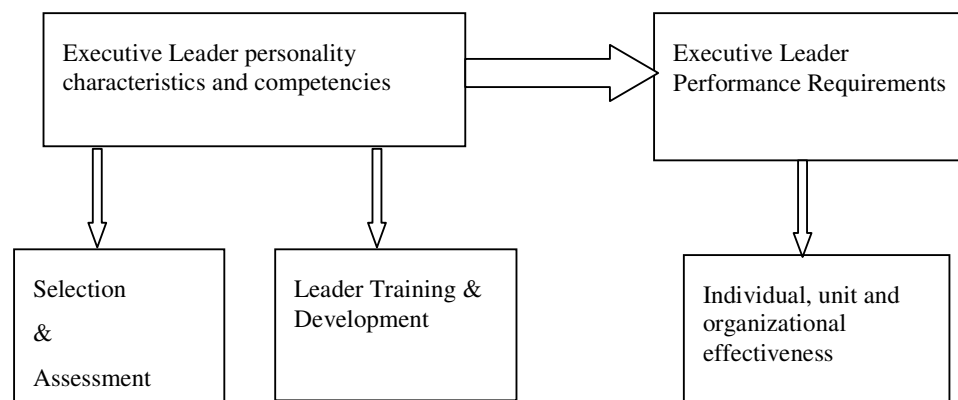 Executive Leader personality
characteristics and competencies
Executive Leader
Performance Requirements
Selection
&
Assessment
Leader Training &
Development
Individual, unit and
organizational
effectiveness